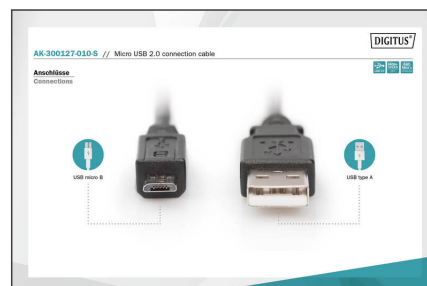 DIGITUS®
AK-300127-010-S // Micro USB 2.0 connection cable
Anschlüsse
Connections
USB micro B
USB type A